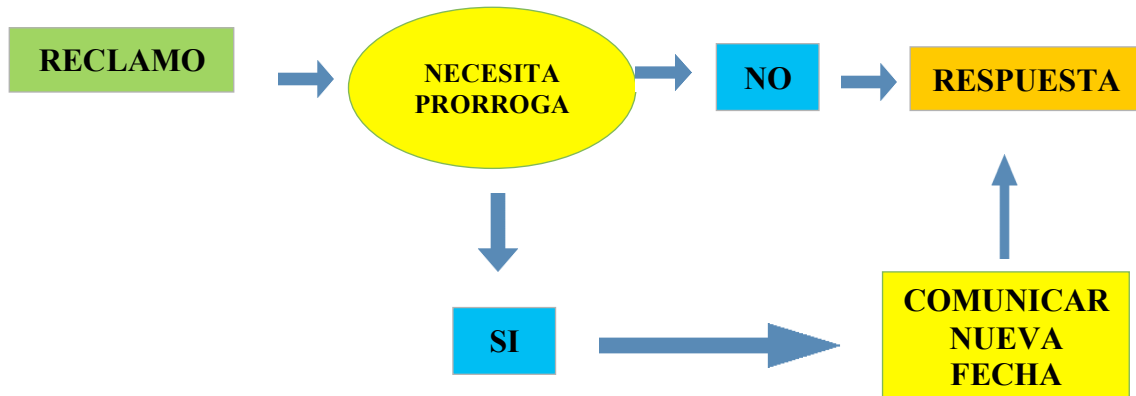 RECLAMO
NECESITA
PRORROGA
NO
RESPUESTA
SI
COMUNICAR
NUEVA
FECHA